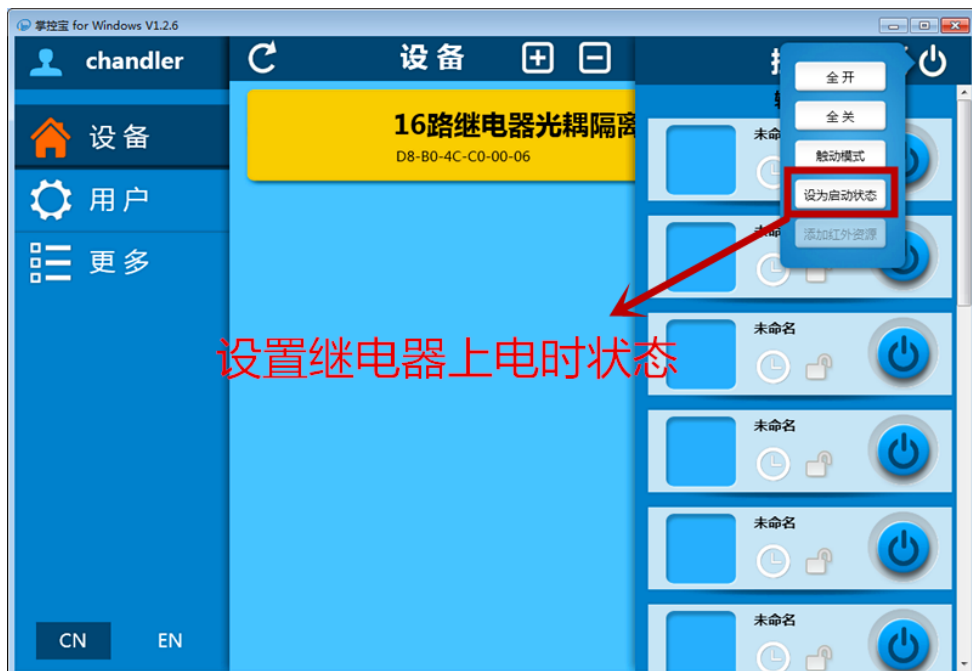 掌控宝 for Windows V1.2.6
chandler
设备
用户
更多
CN
EN
设备
16路继电器光耦隔离
D8-B0-4C-C0-00-06
全开
全关
触动模式
设为启动状态
添加红外资源
设置继电器上电时状态
未命名
未命名
未命名
未命名